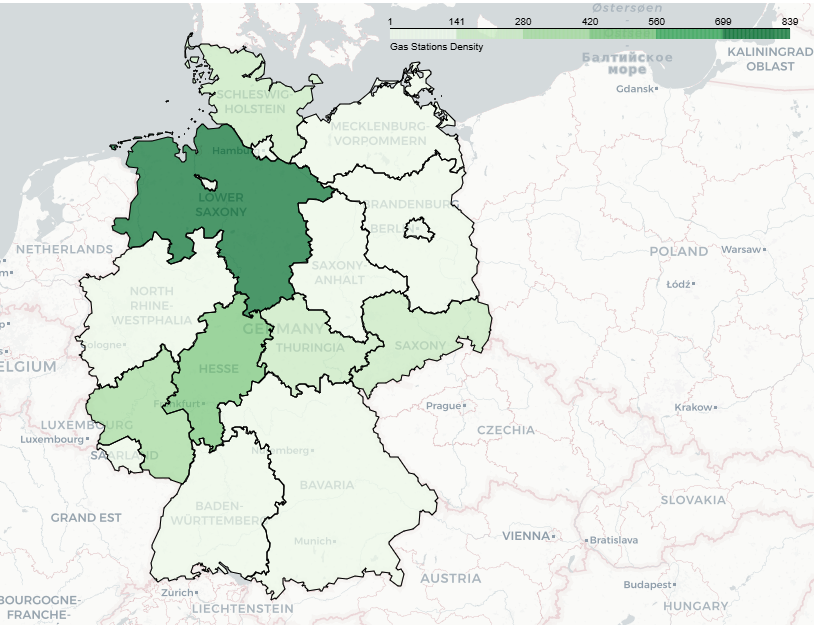 Østersøen
Østersøen
1 141 280 420 560 699 839
Gas Stations Density
Балтийское
море
KALININGRAD
OBLAST
Gdansk
SCHLESWIG-
HOLSTEIN
MECKLENBURG-
VORPOMMERN
Hamburg
LOWER
SAXONY
BRANDENBURG
BERLIN
NETHERLANDS
POLAND
Warsaw
SAXONY
ANHALT
Łódź
NORTH
RHINE-
WESTPHALIA
GERMANY
Cologne
THURINGIA
SAXONY
ELGIUM
HESSE
Frankfurt
Prague
Krakow
LUXEMBOURG
Luxembourg
CZECHIA
SAARLAND
Nuremberg
BAVARIA
SLOVAKIA
GRAND EST
BADEN-
WÜRTTEMBERG
Munich
VIENNA
Bratislava
AUSTRIA
Budapest
Zürich
BOURGOGNE-
FRANCHE-
LIECHTENSTEIN
HUNGARY